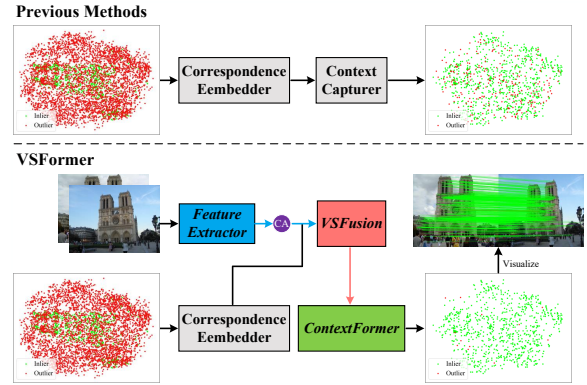 Previous Methods
Correspondence
Eembedder
Context
Capturer
Inlier
Outlier
Inlier
Outlier
VSFormer
Feature
Extractor
CA
VSFusion
Visualize
Correspondence
Eembedder
ContextFormer
Inlier
Outlier
Inlier
Outlier